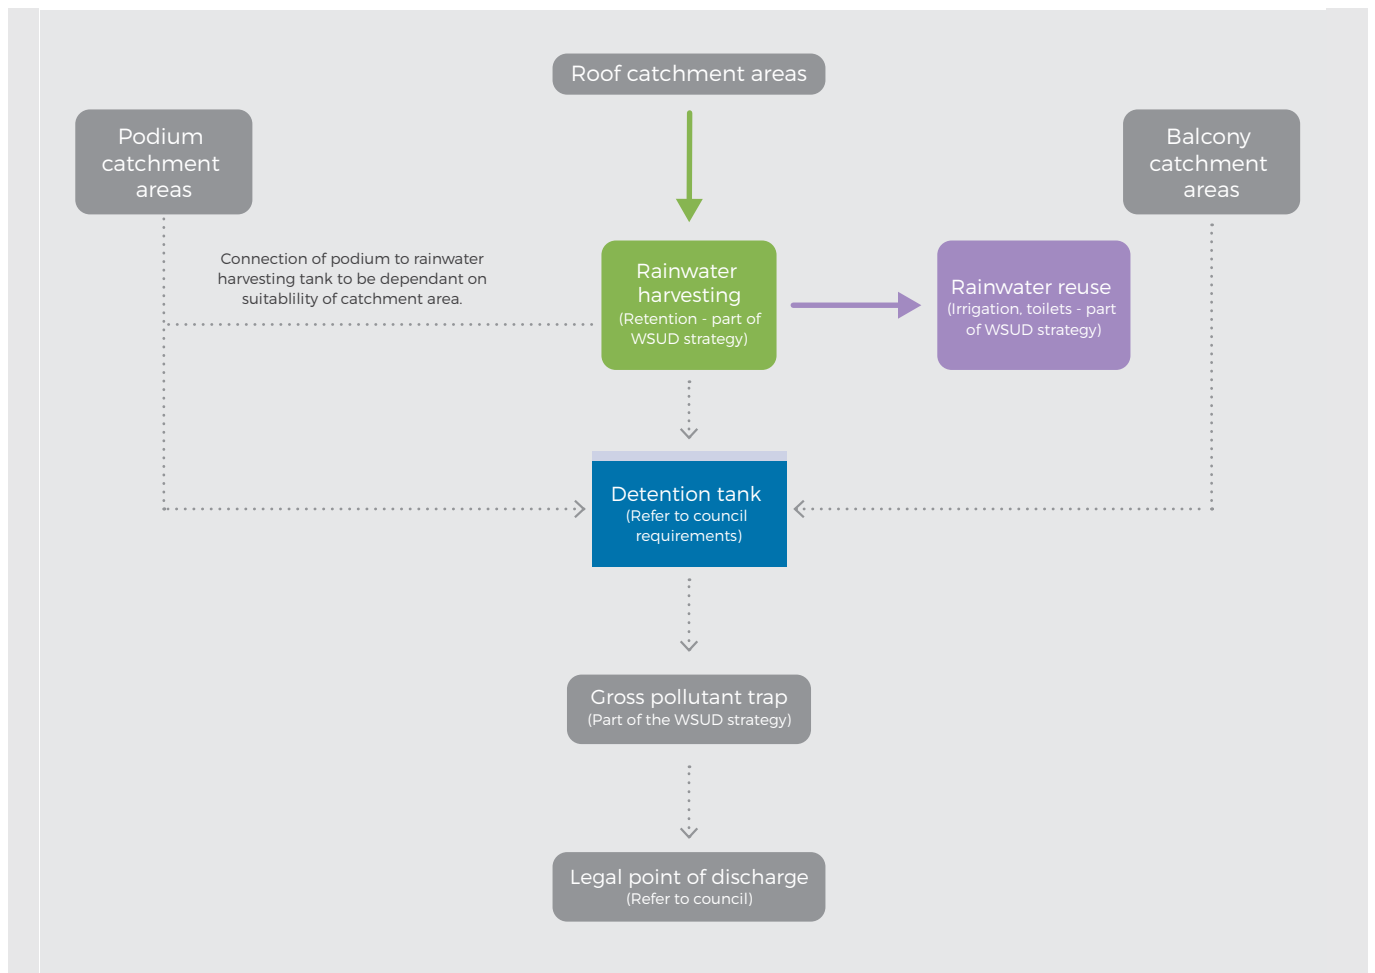 Roof catchment areas
Podium
catchment
areas
Balcony
catchment
areas
Connection of podium to rainwater
harvesting tank to be dependant on
suitablility of catchment area.
Rainwater
harvesting
(Retention - part of
WSUD strategy)
Rainwater reuse
(Irrigation, toilets - part
of WSUD strategy)
Detention tank
(Refer to council
requirements)
Gross pollutant trap
(Part of the WSUD strategy)
Legal point of discharge
(Refer to council)